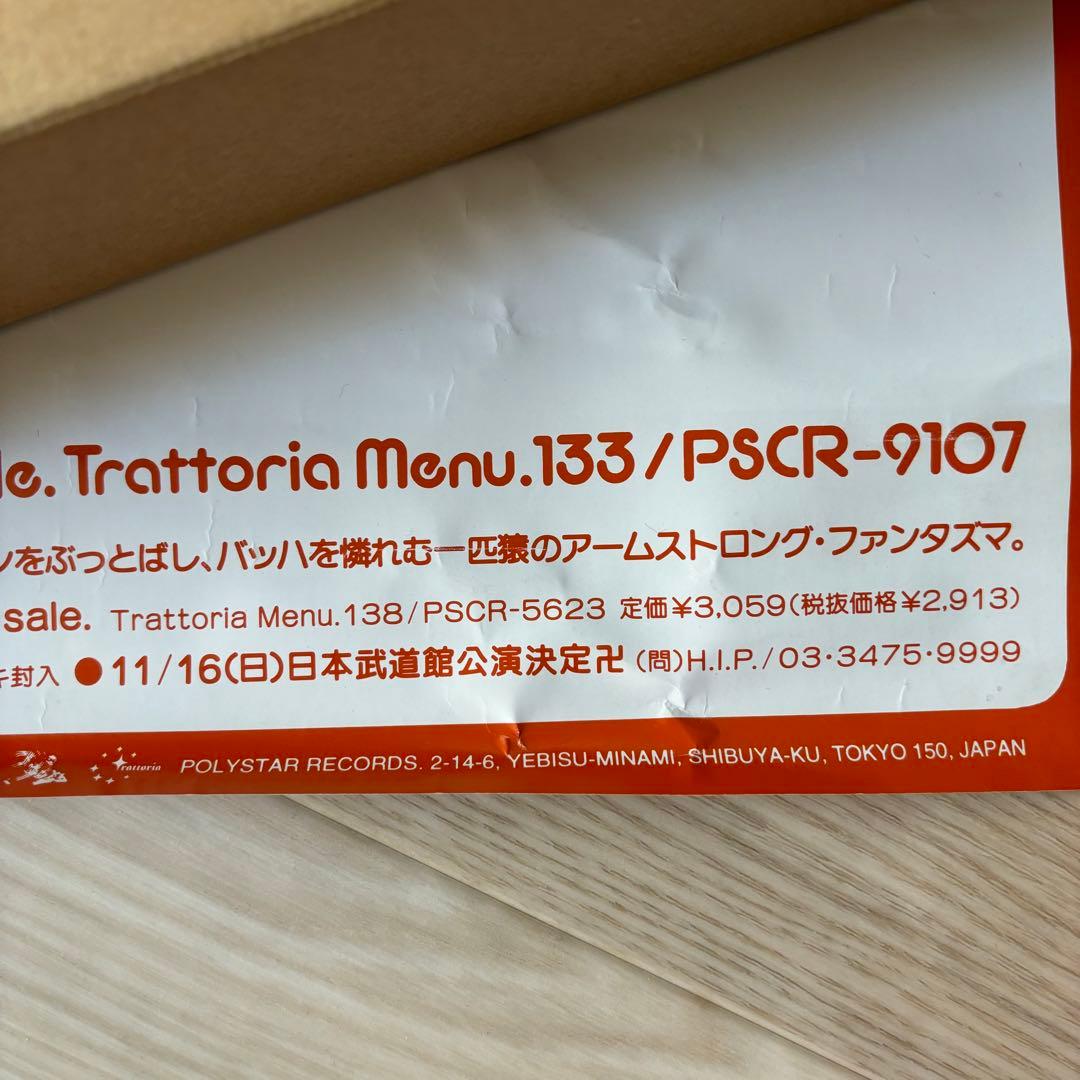 le. Trattoria Menu.133/PSCR-9107
ンをぶっとばし、バッハを憐れむ一匹猿のアームストロング・ファンタズマ。
sale. Trattoria Menu.138/PSCR-5623 定価¥3,059(税抜価格¥2,913)
キ封入 ●11/16(日)日本武道館公演決定卍 (問)H.I.P./03・3475・9999
Trattoria POLYSTAR RECORDS. 2-14-6, YEBISU-MINAMI, SHIBUYA-KU, TOKYO 150, JAPAN